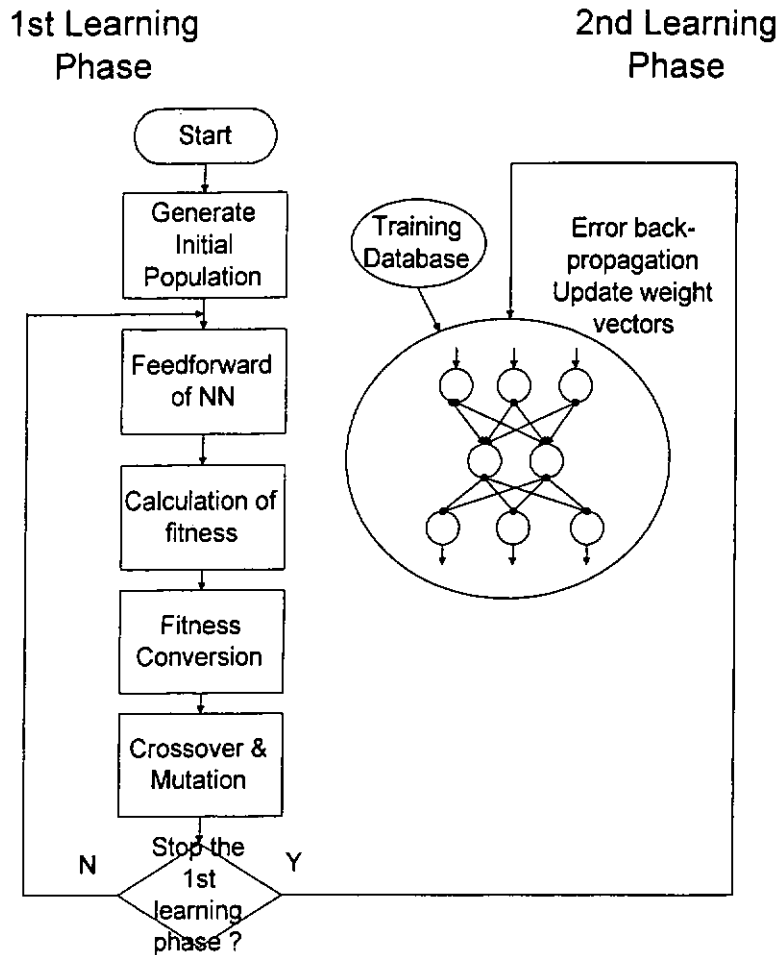 1st Learning
Phase
2nd Learning
Phase
Start
Generate
Initial
Population
Feedforward
of NN
Calculation of
fitness
Fitness
Conversion
Crossover &
Mutation
Stop the
1st
learning
phase ?
N
Y
Training
Database
Error back-
propagation
Update weight
vectors